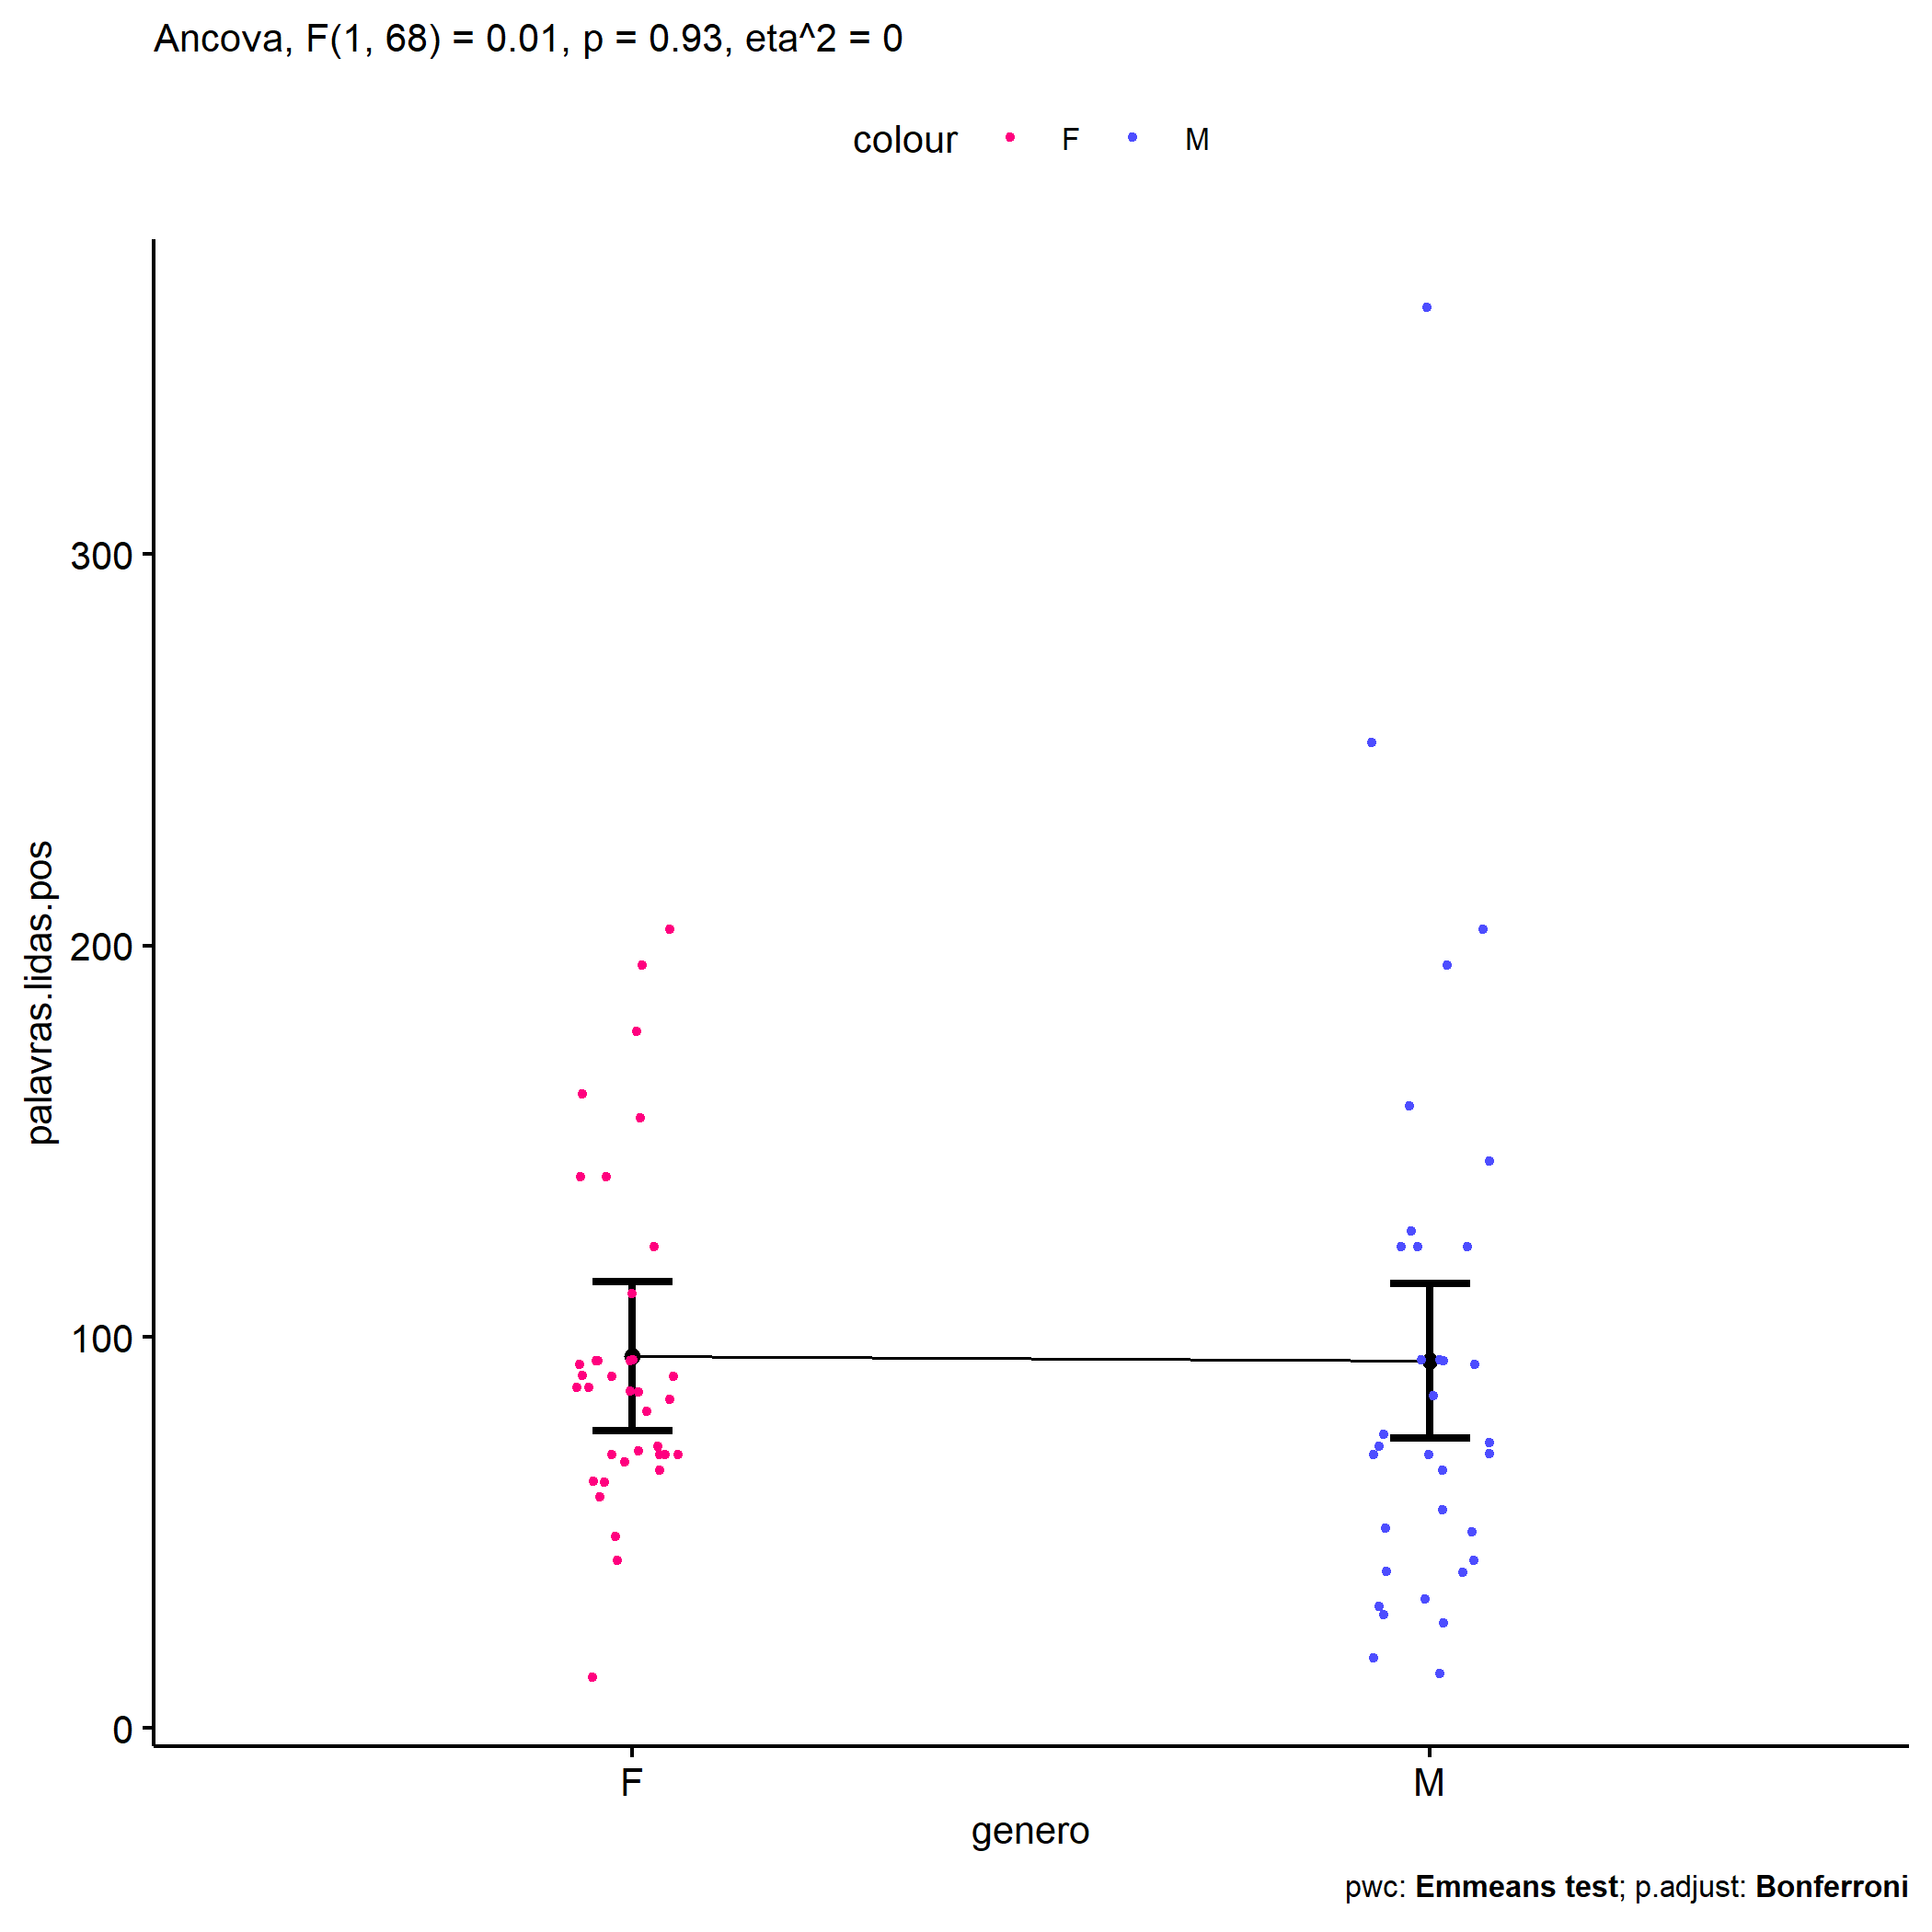 Ancova, F(1, 68) = 0.01, p = 0.93, eta^2 = 0
colour F M
palavras.lidas.pos
300
200
100
0
F M
genero
pwc: Emmeans test; p.adjust: Bonferroni